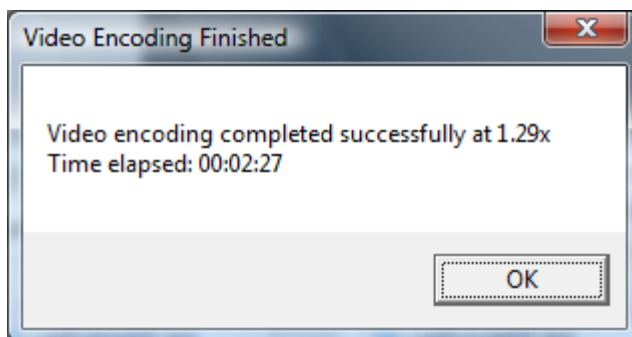 Video Encoding Finished
Video encoding completed successfully at 1.29x
Time elapsed: 00:02:27
OK